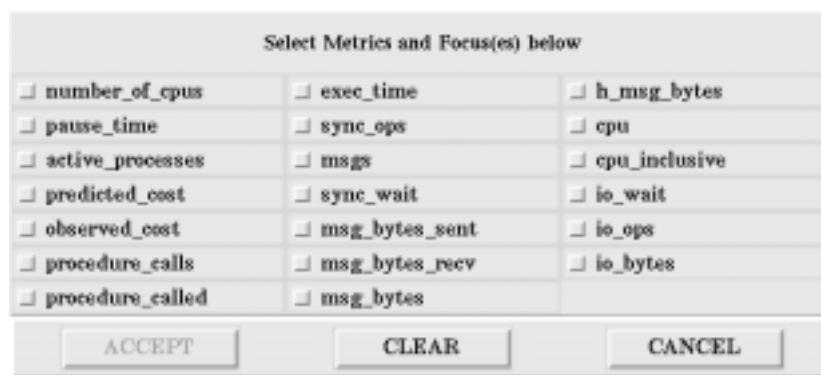 Select Metrics and Focus(es) below
number_of_cpus exec_time h_msg_bytes
pause_time sync_ops cpu
active_processes msgs cpu_inclusive
predicted_cost sync_wait io_wait
observed_cost msg_bytes_sent io_ops
procedure_calls msg_bytes_recv io_bytes
procedure_called msg_bytes
ACCEPT CLEAR CANCEL